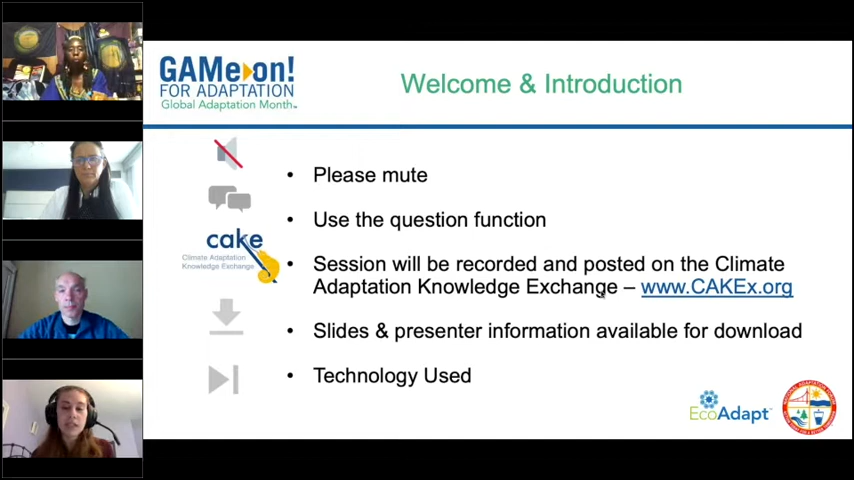 GAMe on!
FOR ADAPTATION
Global Adaptation Month
Welcome & Introduction
• Please mute
• Use the question function
cake
Climate Adaptation
Knowledge Exchange
• Session will be recorded and posted on the Climate
Adaptation Knowledge Exchange – www.CAKEx.org
• Slides & presenter information available for download
• Technology Used
EcoAdapt